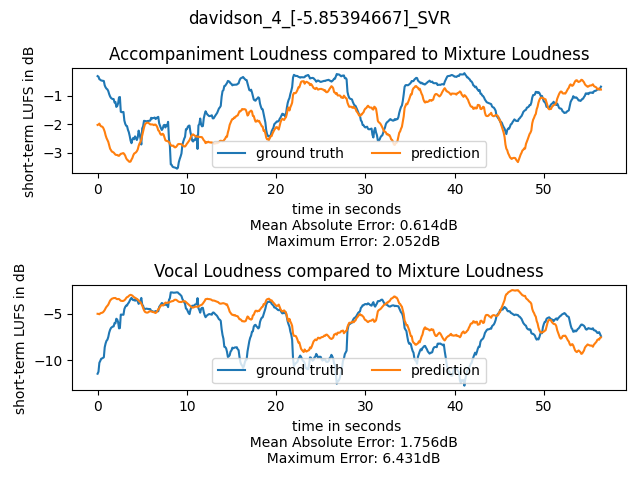 davidson_4_[-5.85394667]_SVR
Accompaniment Loudness compared to Mixture Loudness
short-term LUFS in dB
−1
−2
−3
ground truth
prediction
0
10
20
30
40
50
time in seconds
Mean Absolute Error: 0.614dB
Maximum Error: 2.052dB
Vocal Loudness compared to Mixture Loudness
short-term LUFS in dB
−5
−10
ground truth
prediction
0
10
20
30
40
50
time in seconds
Mean Absolute Error: 1.756dB
Maximum Error: 6.431dB